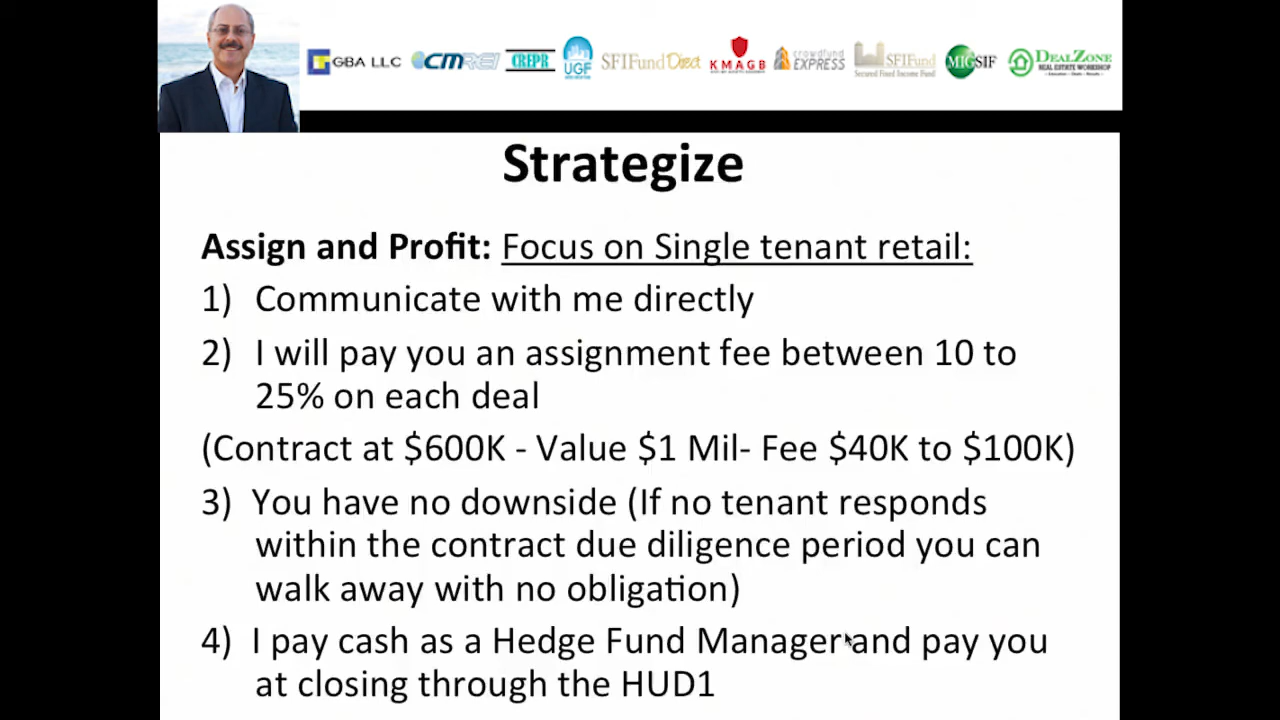 GBA LLC CMREI CREPR UGF SFIFund Direct KMAGB crowdfund EXPRESS SFIFund Secured Fixed Income Fund MIGSIF DEALZONE REAL ESTATE WORKSHOP
Strategize
Assign and Profit: Focus on Single tenant retail:
1) Communicate with me directly
2) I will pay you an assignment fee between 10 to
25% on each deal
(Contract at $600K - Value $1 Mil- Fee $40K to $100K)
3) You have no downside (If no tenant responds
within the contract due diligence period you can
walk away with no obligation)
4) I pay cash as a Hedge Fund Manager and pay you
at closing through the HUD1